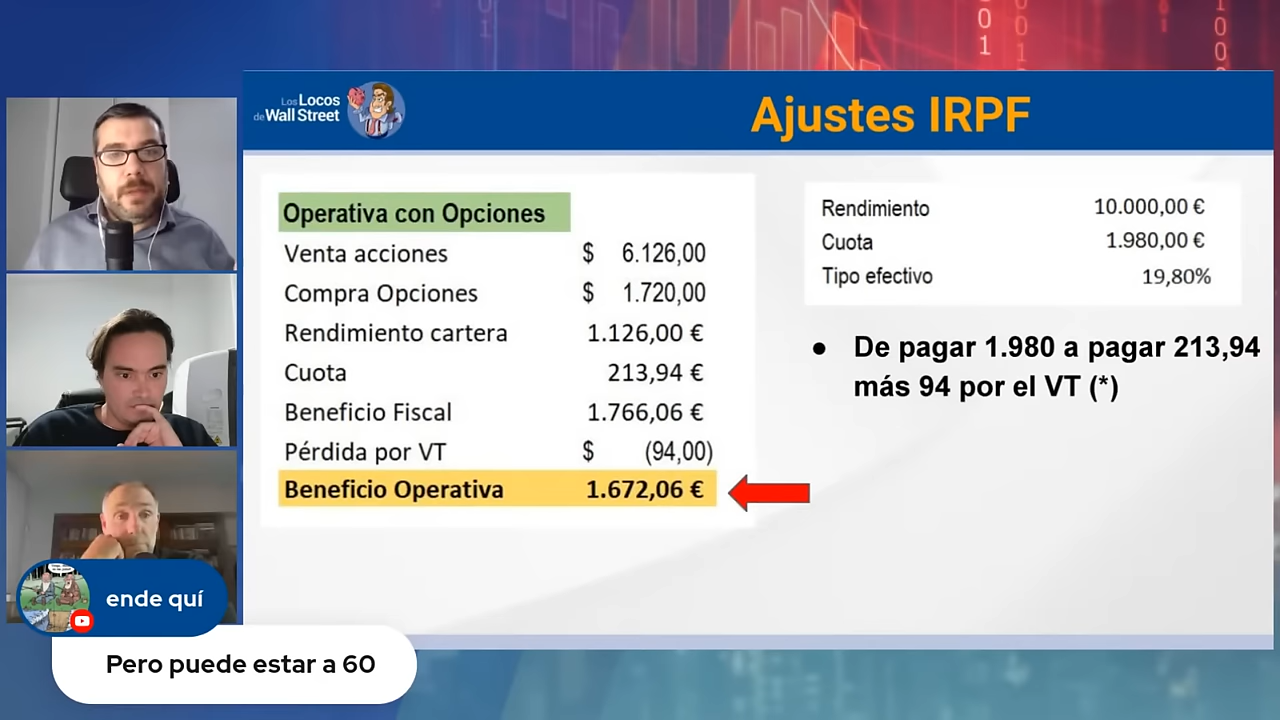 Los Locos
de Wall Street
Ajustes IRPF
Operativa con Opciones
Venta acciones $ 6.126,00
Compra Opciones $ 1.720,00
Rendimiento cartera 1.126,00 €
Cuota 213,94 €
Beneficio Fiscal 1.766,06 €
Pérdida por VT $ (94,00)
Beneficio Operativa 1.672,06 €
Rendimiento 10.000,00 €
Cuota 1.980,00 €
Tipo efectivo 19,80%
● De pagar 1.980 a pagar 213,94
más 94 por el VT (*)
ende quí
Pero puede estar a 60